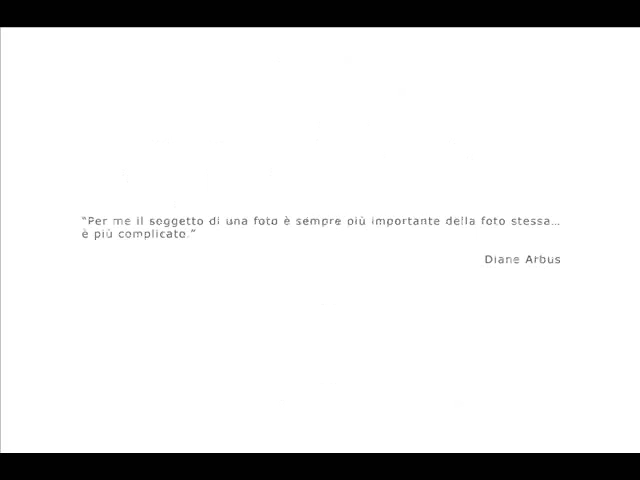 “Per me il soggetto di una foto è sempre più importante della foto stessa…
è più complicato.”
Diane Arbus